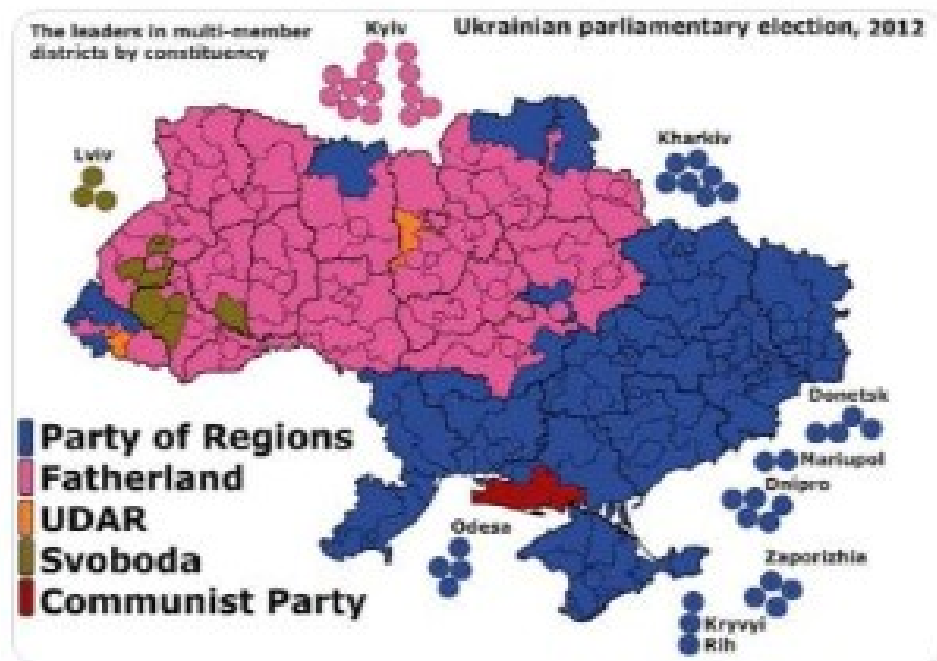 The leaders in multi-member
districts by constituency
Kyiv
Ukrainian parliamentary election, 2012
Lviv
Kharkiv
Donetsk
Mariupol
Dnipro
Odesa
Zaporizhia
Kryvyi
Rih
Party of Regions
Fatherland
UDAR
Svoboda
Communist Party